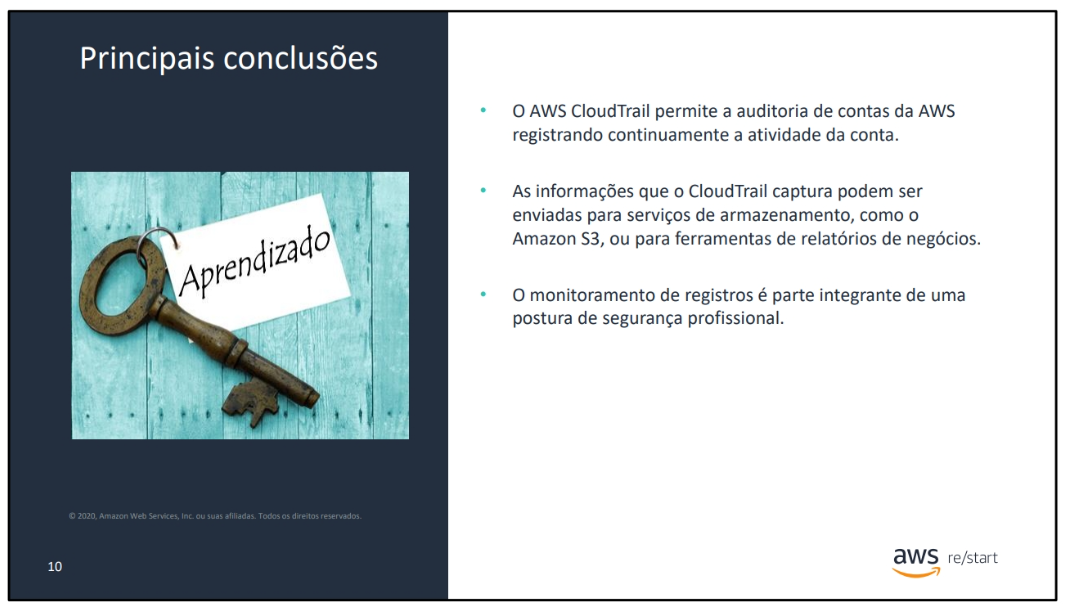 Principais conclusões
Aprendizado
© 2020, Amazon Web Services, Inc. ou suas afiliadas. Todos os direitos reservados.
10
• O AWS CloudTrail permite a auditoria de contas da AWS
registrando continuamente a atividade da conta.
• As informações que o CloudTrail captura podem ser
enviadas para serviços de armazenamento, como o
Amazon S3, ou para ferramentas de relatórios de negócios.
• O monitoramento de registros é parte integrante de uma
postura de segurança profissional.
aws re/start